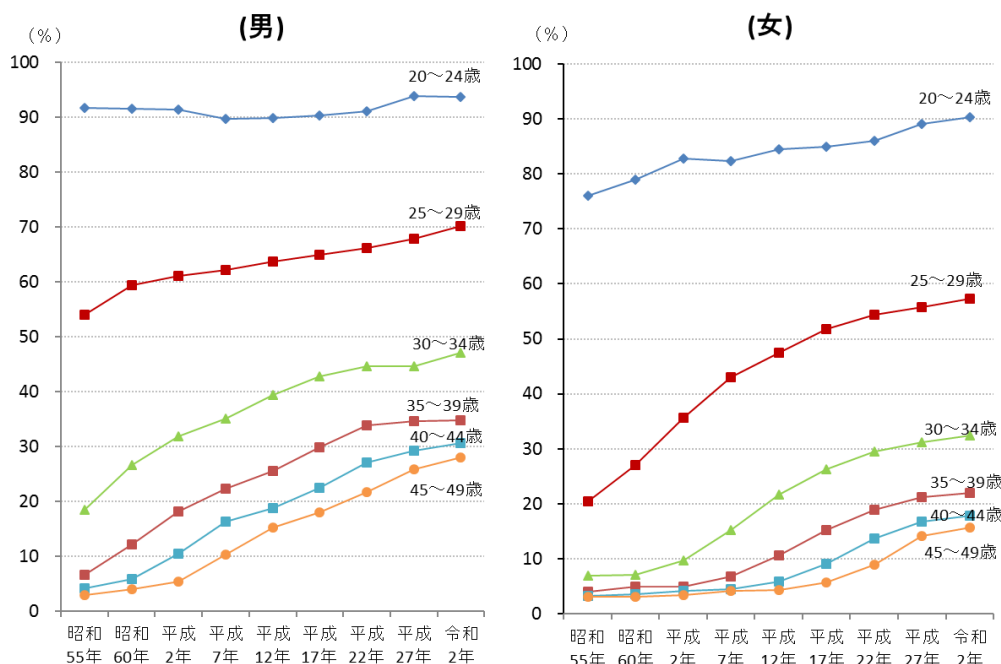 (男)
（%）
100
90
80
70
60
50
40
30
20
10
0
20～24歳
25～29歳
30～34歳
35～39歳
40～44歳
45～49歳
昭和 昭和 平成 平成 平成 平成 平成 平成 令和
55年 60年 2年 7年 12年 17年 22年 27年 2年
(女)
（%）
100
90
80
70
60
50
40
30
20
10
0
20～24歳
25～29歳
30～34歳
35～39歳
40～44歳
45～49歳
昭和 昭和 平成 平成 平成 平成 平成 平成 令和
55年 60年 2年 7年 12年 17年 22年 27年 2年